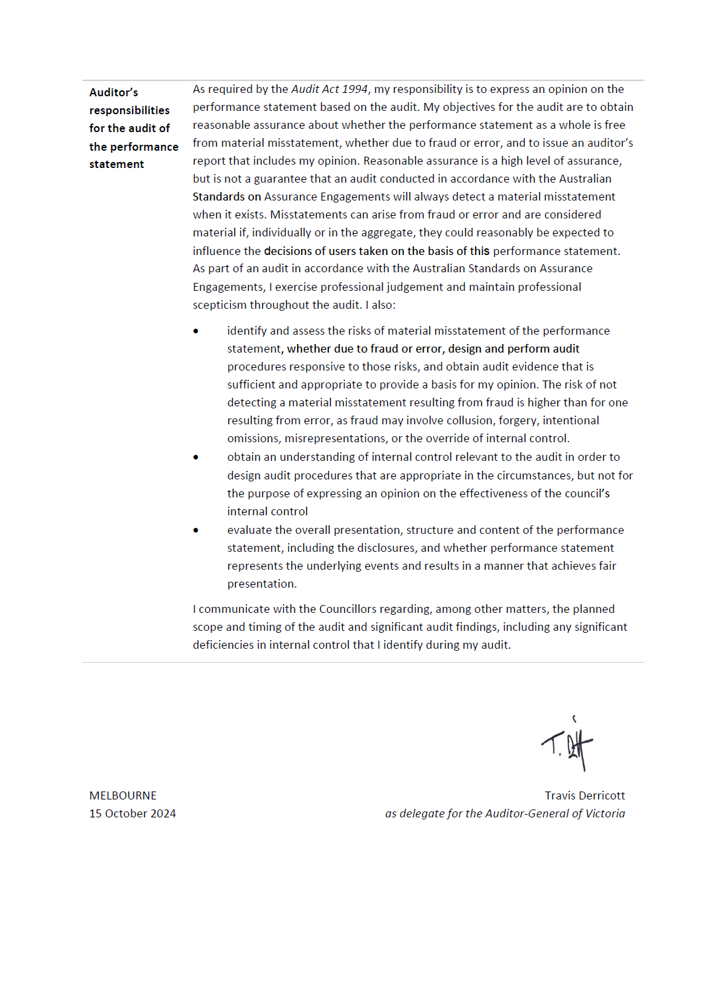 Auditor’s
responsibilities
for the audit of
the performance
statement
As required by the Audit Act 1994, my responsibility is to express an opinion on the
performance statement based on the audit. My objectives for the audit are to obtain
reasonable assurance about whether the performance statement as a whole is free
from material misstatement, whether due to fraud or error, and to issue an auditor’s
report that includes my opinion. Reasonable assurance is a high level of assurance,
but is not a guarantee that an audit conducted in accordance with the Australian
Standards on Assurance Engagements will always detect a material misstatement
when it exists. Misstatements can arise from fraud or error and are considered
material if, individually or in the aggregate, they could reasonably be expected to
influence the decisions of users taken on the basis of this performance statement.
As part of an audit in accordance with the Australian Standards on Assurance
Engagements, I exercise professional judgement and maintain professional
scepticism throughout the audit. I also:
• identify and assess the risks of material misstatement of the performance
statement, whether due to fraud or error, design and perform audit
procedures responsive to those risks, and obtain audit evidence that is
sufficient and appropriate to provide a basis for my opinion. The risk of not
detecting a material misstatement resulting from fraud is higher than for one
resulting from error, as fraud may involve collusion, forgery, intentional
omissions, misrepresentations, or the override of internal control.
• obtain an understanding of internal control relevant to the audit in order to
design audit procedures that are appropriate in the circumstances, but not for
the purpose of expressing an opinion on the effectiveness of the council’s
internal control
• evaluate the overall presentation, structure and content of the performance
statement, including the disclosures, and whether performance statement
represents the underlying events and results in a manner that achieves fair
presentation.
I communicate with the Councillors regarding, among other matters, the planned
scope and timing of the audit and significant audit findings, including any significant
deficiencies in internal control that I identify during my audit.
MELBOURNE
15 October 2024
Travis Derricott
as delegate for the Auditor-General of Victoria